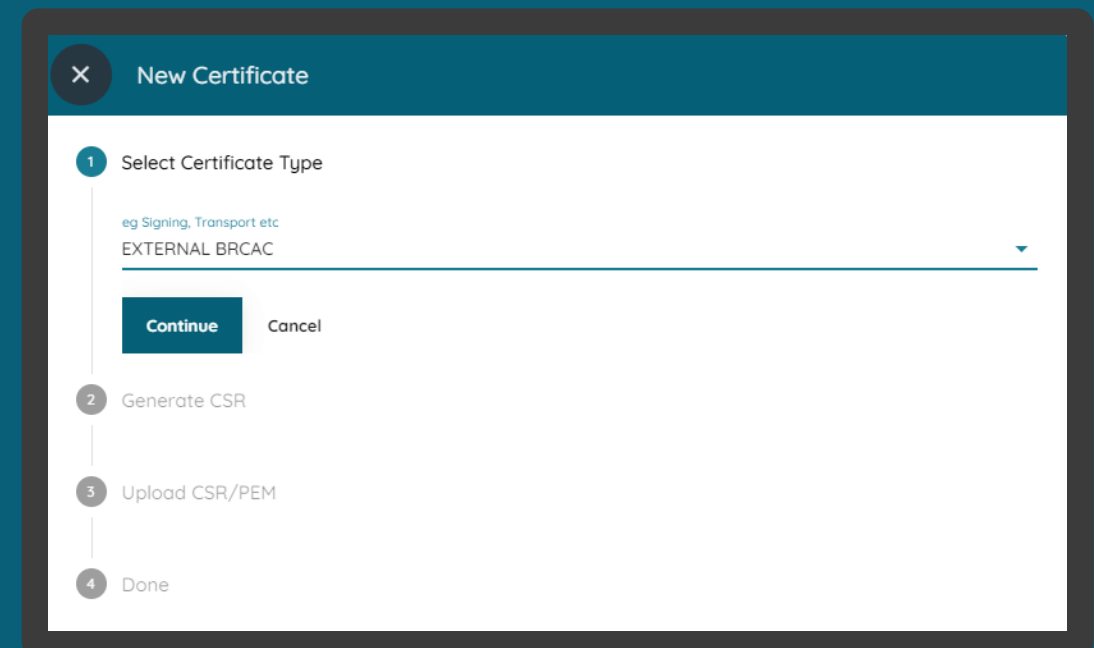 New Certificate
1 Select Certificate Type
eg Signing, Transport etc
EXTERNAL BRCAC
Continue Cancel
2 Generate CSR
3 Upload CSR/PEM
4 Done